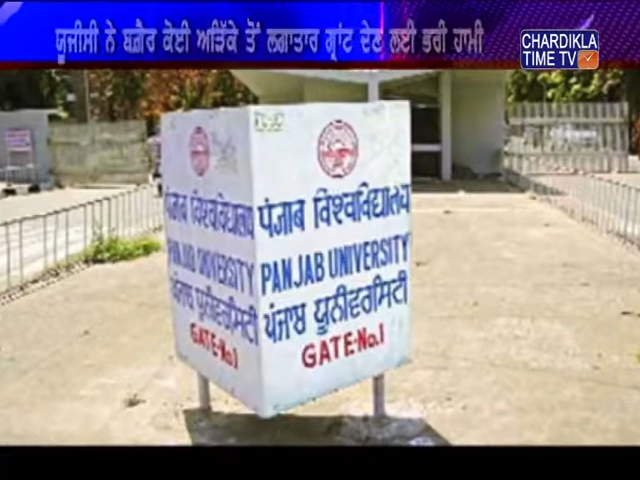 ਯੂਜੀਸੀ ਨੇ ਬਗ਼ੈਰ ਕੋਈ ਅੜਿੱਕੇ ਤੋਂ ਲਗਾਤਾਰ ਗ੍ਰਾਂਟ ਦੇਣ ਲਈ ਭਰੀ ਹਾਮੀ
CHARDIKLA
TIME TV
पंजाब विश्वविद्यालय
PANJAB UNIVERSITY
ਪੰਜਾਬ ਯੂਨੀਵਰਸਿਟੀ
GATE-No.1
पंजाब विश्वविद्यालय
PANJAB UNIVERSITY
ਪੰਜਾਬ ਯੂਨੀਵਰਸਿਟੀ
GATE:No.1